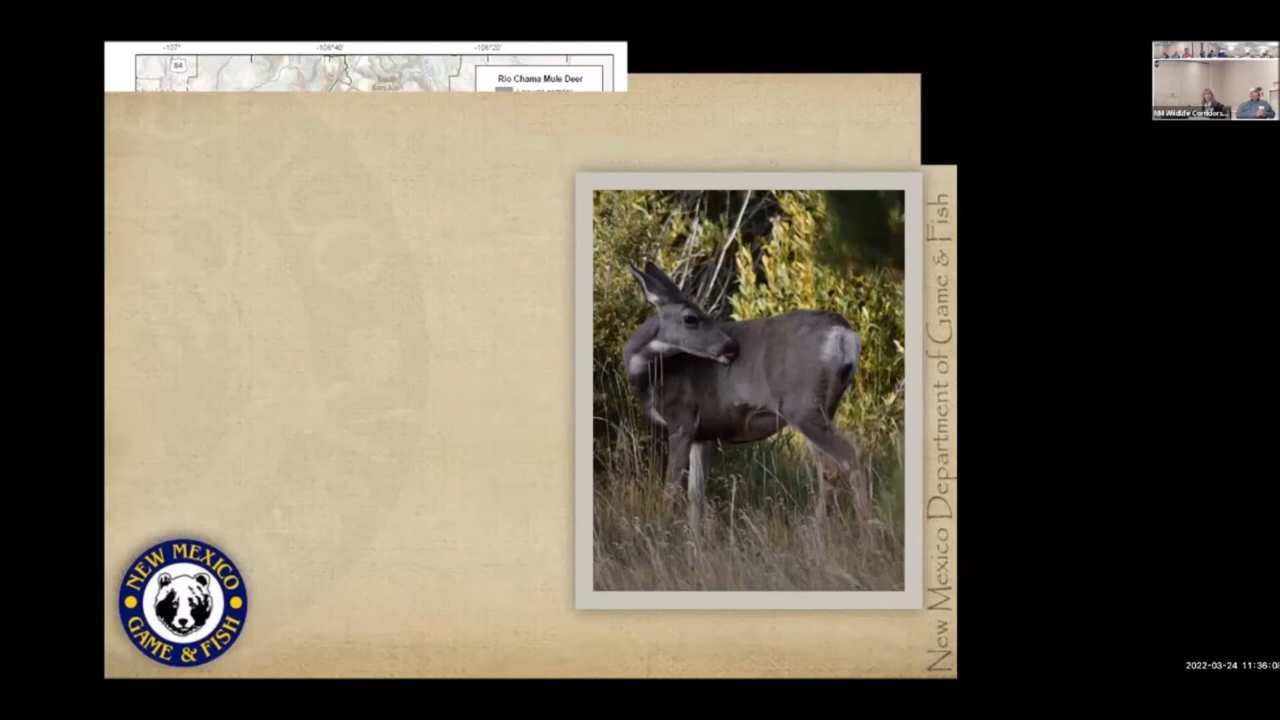 -107°
-106°40'
-106°20'
84
Rio Chama Mule Deer
NM Wildlife Corridors...
New Mexico Department of Game & Fish
NEW MEXICO
GAME & FISH
2022-03-24 11:36:0